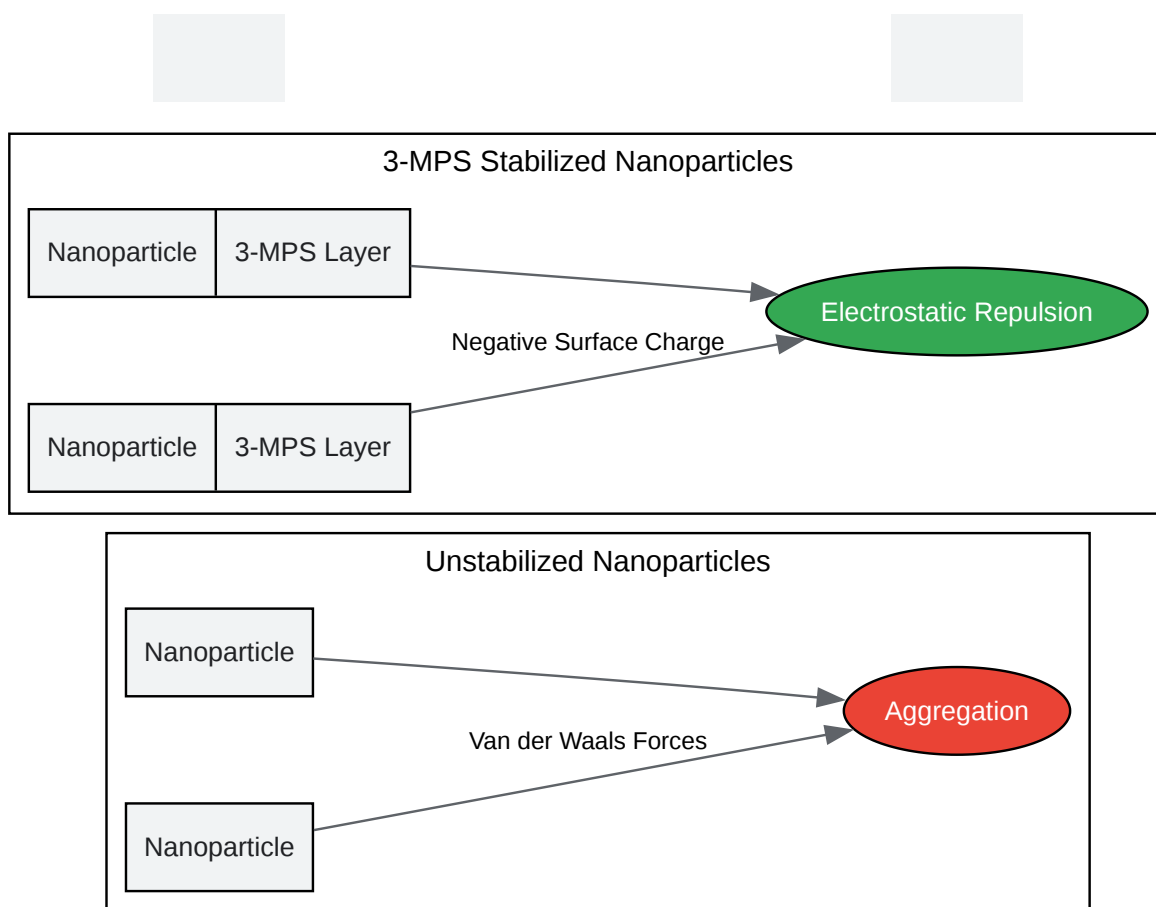 3-MPS Stabilized Nanoparticles
Nanoparticle 3-MPS Layer
Electrostatic Repulsion
Negative Surface Charge
Nanoparticle 3-MPS Layer
Unstabilized Nanoparticles
Nanoparticle
Aggregation
Van der Waals Forces
Nanoparticle